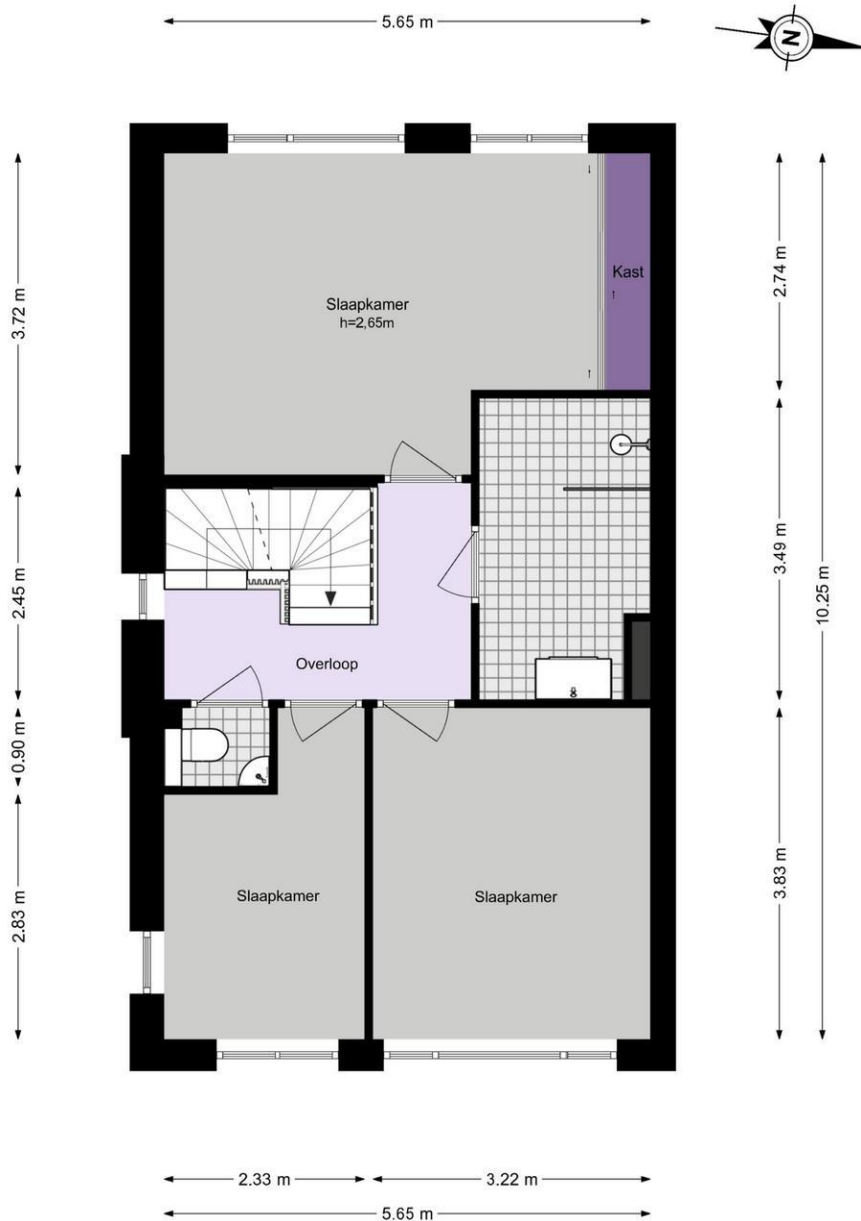 5.65 m
N
3.72 m
2.74 m
Kast
Slaapkamer
h=2,65m
2.45 m
3.49 m
10.25 m
Overloop
0.90 m
2.83 m
3.83 m
Slaapkamer
Slaapkamer
2.33 m
3.22 m
5.65 m